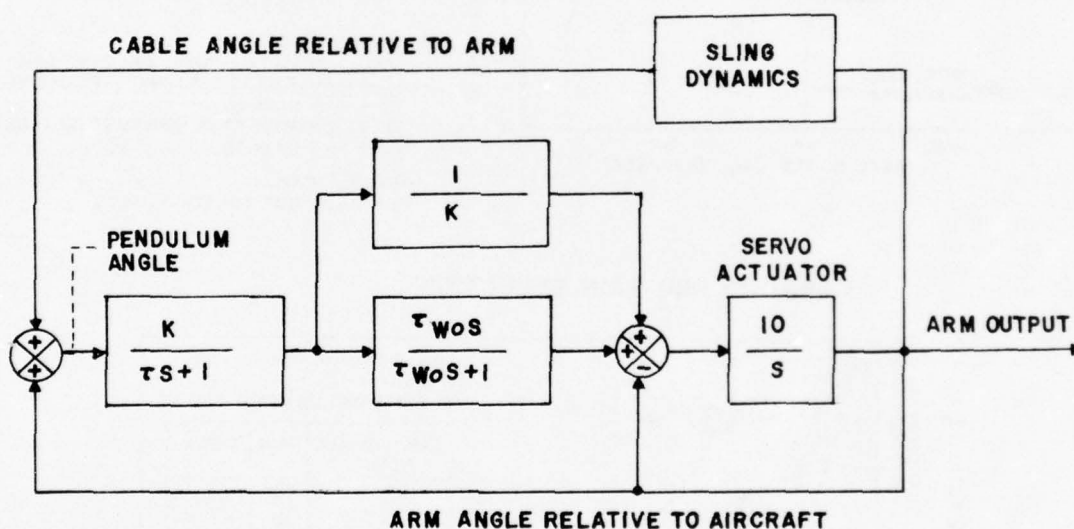 CABLE ANGLE RELATIVE TO ARM
SLING
DYNAMICS
1
K
PENDULUM
ANGLE
SERVO
ACTUATOR
K
τS+1
τWOS
τWOS+1
10
S
ARM OUTPUT
+
+
+
+
-
ARM ANGLE RELATIVE TO AIRCRAFT